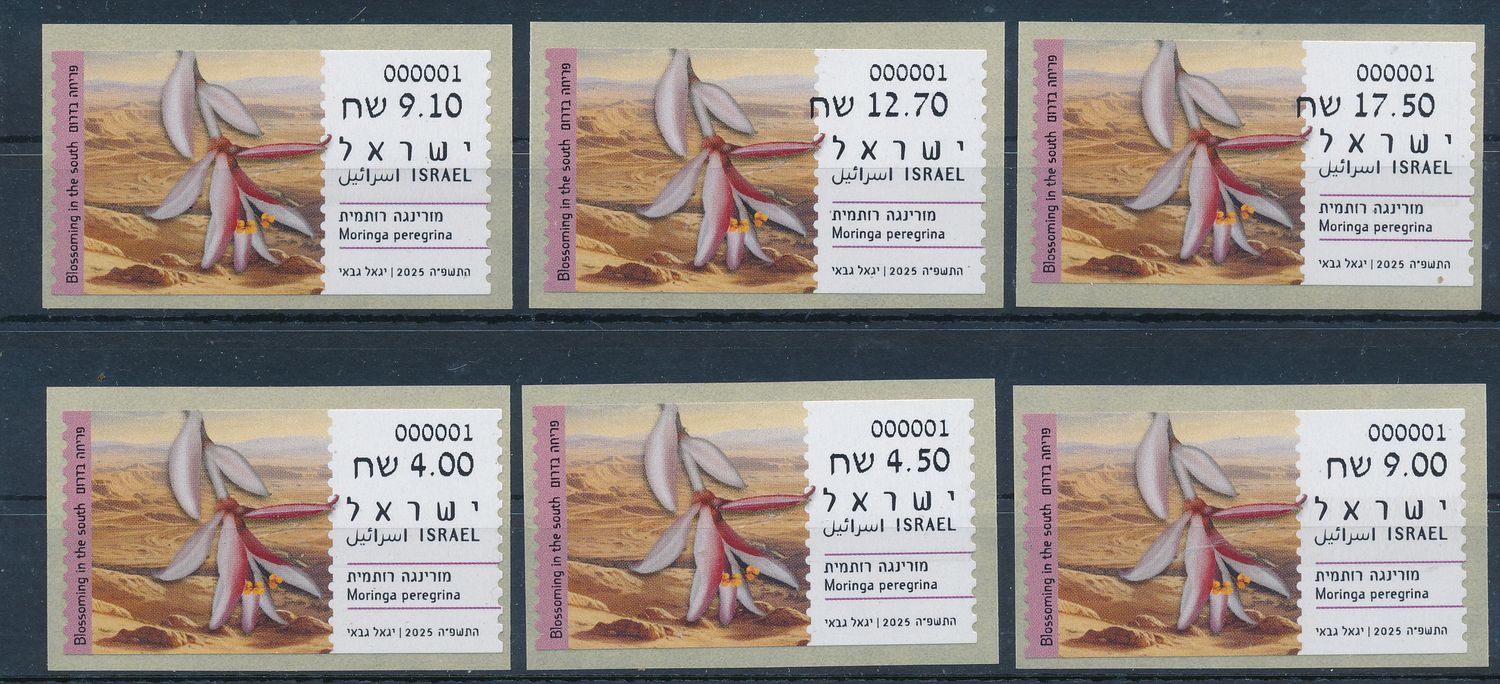 Blossoming in the south פריחה בדרום
000001
9.10 שח
ישראל
ISRAEL اسرائيل
מורינגה רותמית
Moringa peregrina
התשפ"ה 2025 | יגאל גבאי
Blossoming in the south פריחה בדרום
000001
12.70 שח
ישראל
ISRAEL اسرائيل
מורינגה רותמית
Moringa peregrina
התשפ"ה 2025 | יגאל גבאי
Blossoming in the south פריחה בדרום
000001
17.50 שח
ישראל
ISRAEL اسرائيل
מורינגה רותמית
Moringa peregrina
התשפ"ה 2025 | יגאל גבאי
Blossoming in the south פריחה בדרום
000001
4.00 שח
ישראל
ISRAEL اسرائيل
מורינגה רותמית
Moringa peregrina
התשפ"ה 2025 | יגאל גבאי
Blossoming in the south פריחה בדרום
000001
4.50 שח
ישראל
ISRAEL اسرائيل
מורינגה רותמית
Moringa peregrina
התשפ"ה 2025 | יגאל גבאי
Blossoming in the south פריחה בדרום
000001
9.00 שח
ישראל
ISRAEL اسرائيل
מורינגה רותמית
Moringa peregrina
התשפ"ה 2025 | יגאל גבאי